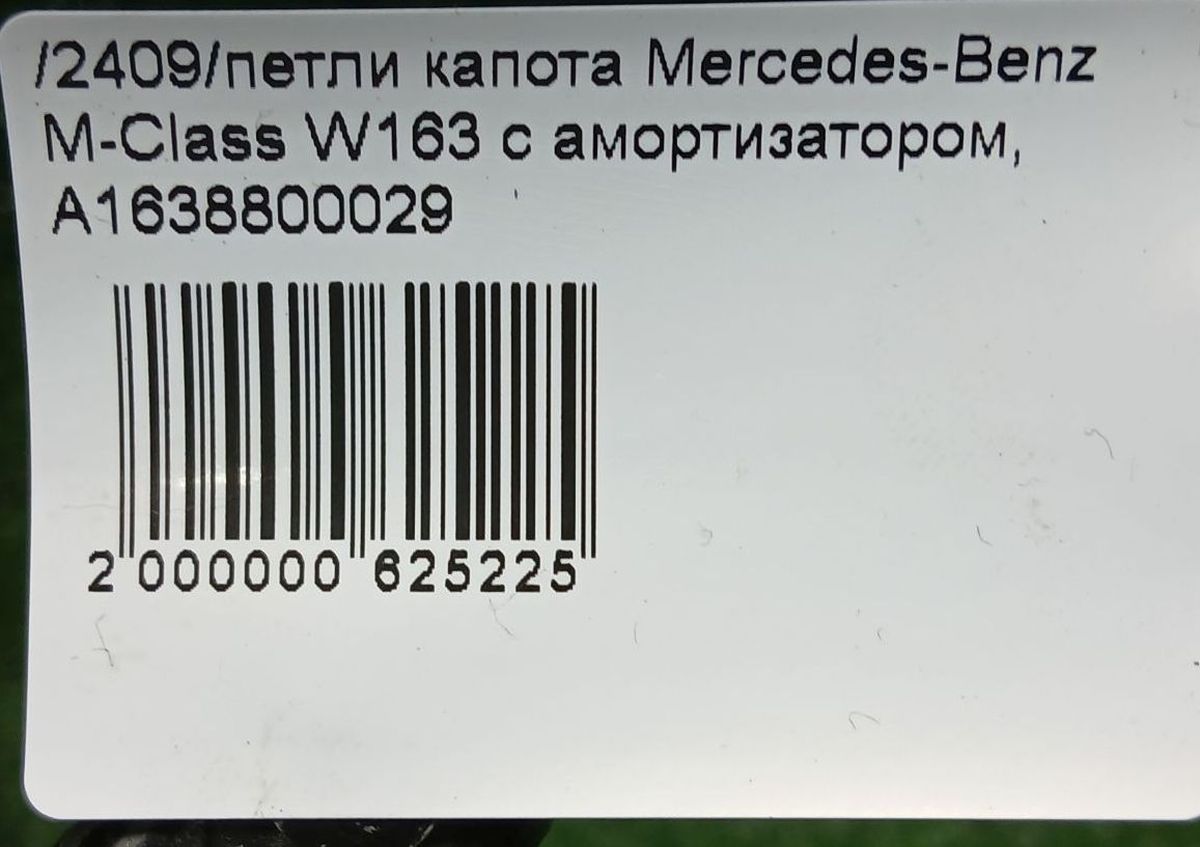 /2409/петли капота Mercedes-Benz
M-Class W163 с амортизатором,
A1638800029
2 000000 625225